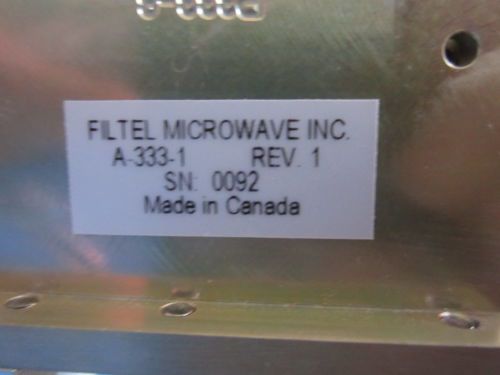 FILTEL MICROWAVE INC.
A-333-1 REV. 1
SN: 0092
Made in Canada